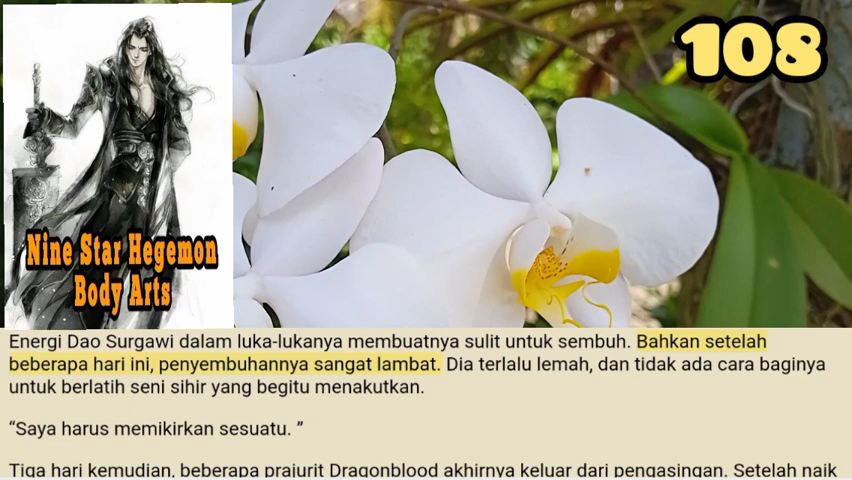 108
Nine Star Hegemon
Body Arts
Energi Dao Surgawi dalam luka-lukanya membuatnya sulit untuk sembuh. Bahkan setelah
beberapa hari ini, penyembuhannya sangat lambat. Dia terlalu lemah, dan tidak ada cara baginya
untuk berlatih seni sihir yang begitu menakutkan.
“Saya harus memikirkan sesuatu. ”
Tiga hari kemudian, beberapa prajurit Dragonblood akhirnya keluar dari pengasingan. Setelah naik